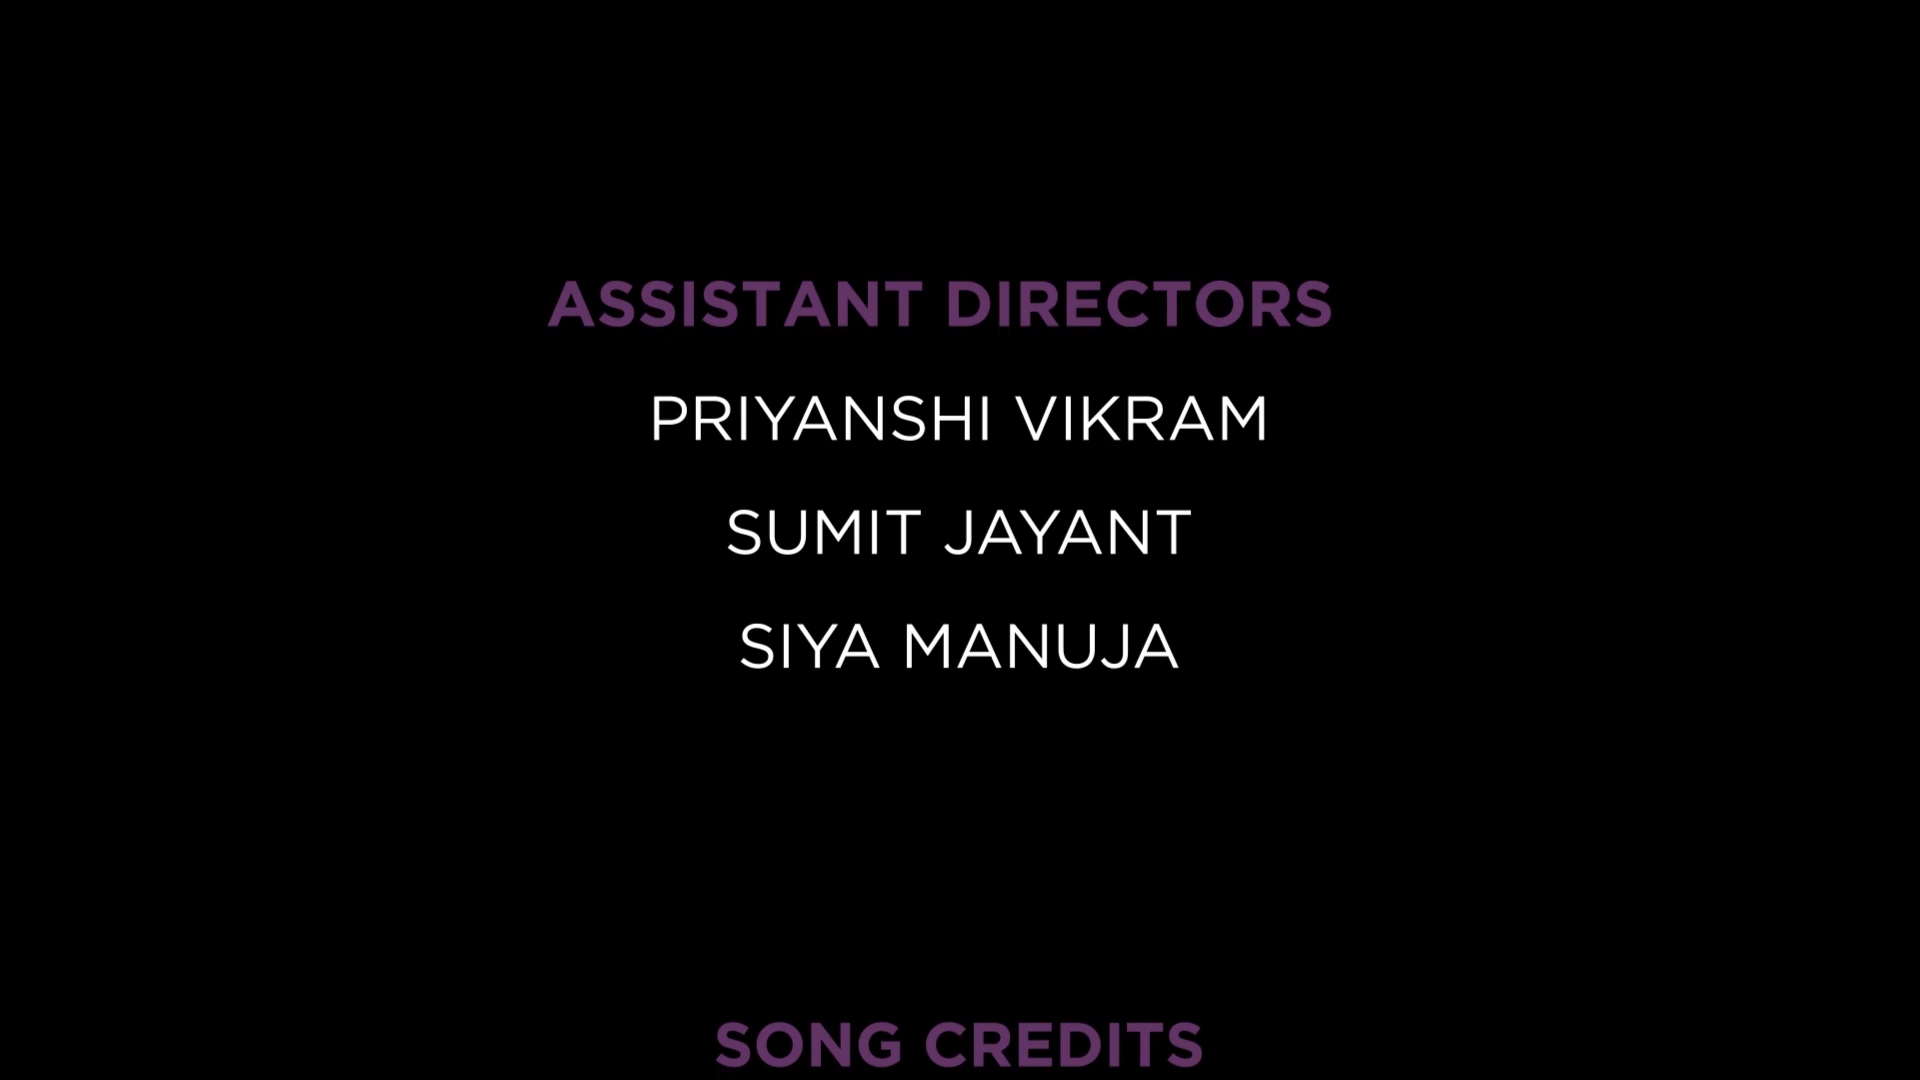 ASSISTANT DIRECTORS
PRIYANSHI VIKRAM
SUMIT JAYANT
SIYA MANUJA
SONG CREDITS